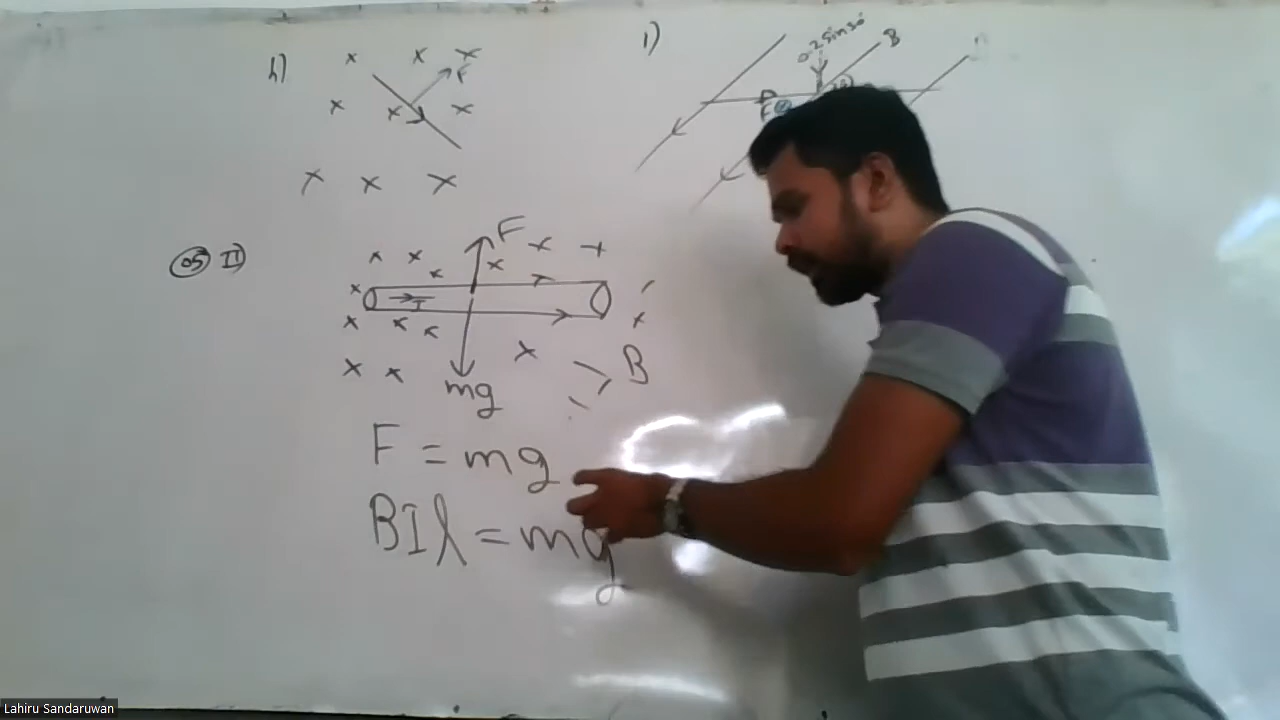 h)
× × ×
F
× × ×
× × ×
1)
0.2 sin 30
B
F
05 II)
F
I
mg
B
F = mg
BIl = mg
Lahiru Sandaruwan